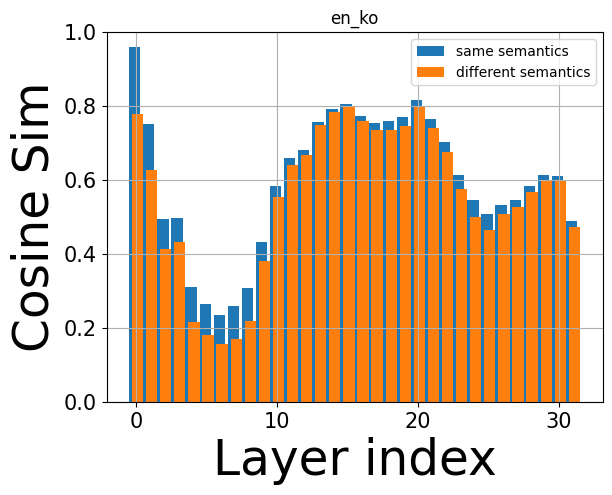 en_ko
same semantics
different semantics
Cosine Sim
1.0
0.8
0.6
0.4
0.2
0.0
0 10 20 30
Layer index